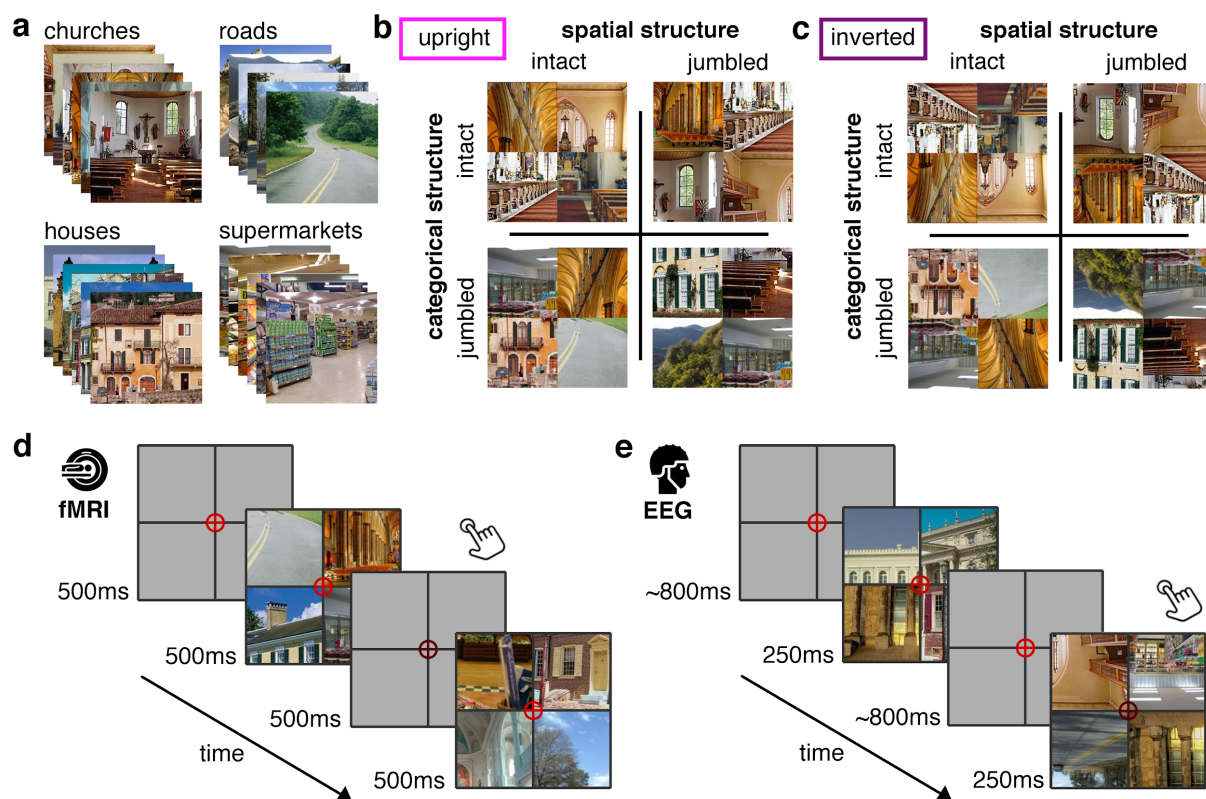 a
churches
roads
houses
supermarkets
b
upright
spatial structure
intact
jumbled
categorical structure
intact
jumbled
c
inverted
spatial structure
intact
jumbled
categorical structure
intact
jumbled
d
fMRI
500ms
500ms
500ms
500ms
time
e
EEG
~800ms
250ms
~800ms
250ms
time